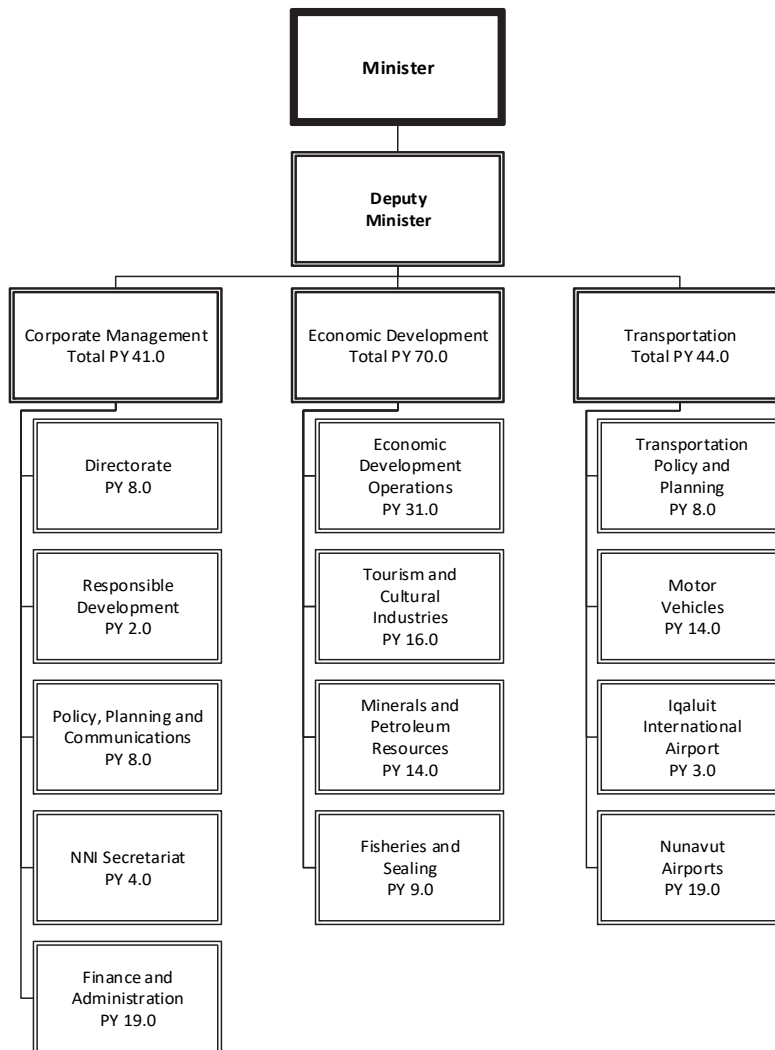 Minister
Deputy
Minister
Corporate Management
Total PY 41.0
Economic Development
Total PY 70.0
Transportation
Total PY 44.0
Directorate
PY 8.0
Responsible
Development
PY 2.0
Policy, Planning and
Communications
PY 8.0
NNI Secretariat
PY 4.0
Finance and
Administration
PY 19.0
Economic
Development
Operations
PY 31.0
Tourism and
Cultural
Industries
PY 16.0
Minerals and
Petroleum
Resources
PY 14.0
Fisheries and
Sealing
PY 9.0
Transportation
Policy and
Planning
PY 8.0
Motor
Vehicles
PY 14.0
Iqaluit
International
Airport
PY 3.0
Nunavut
Airports
PY 19.0